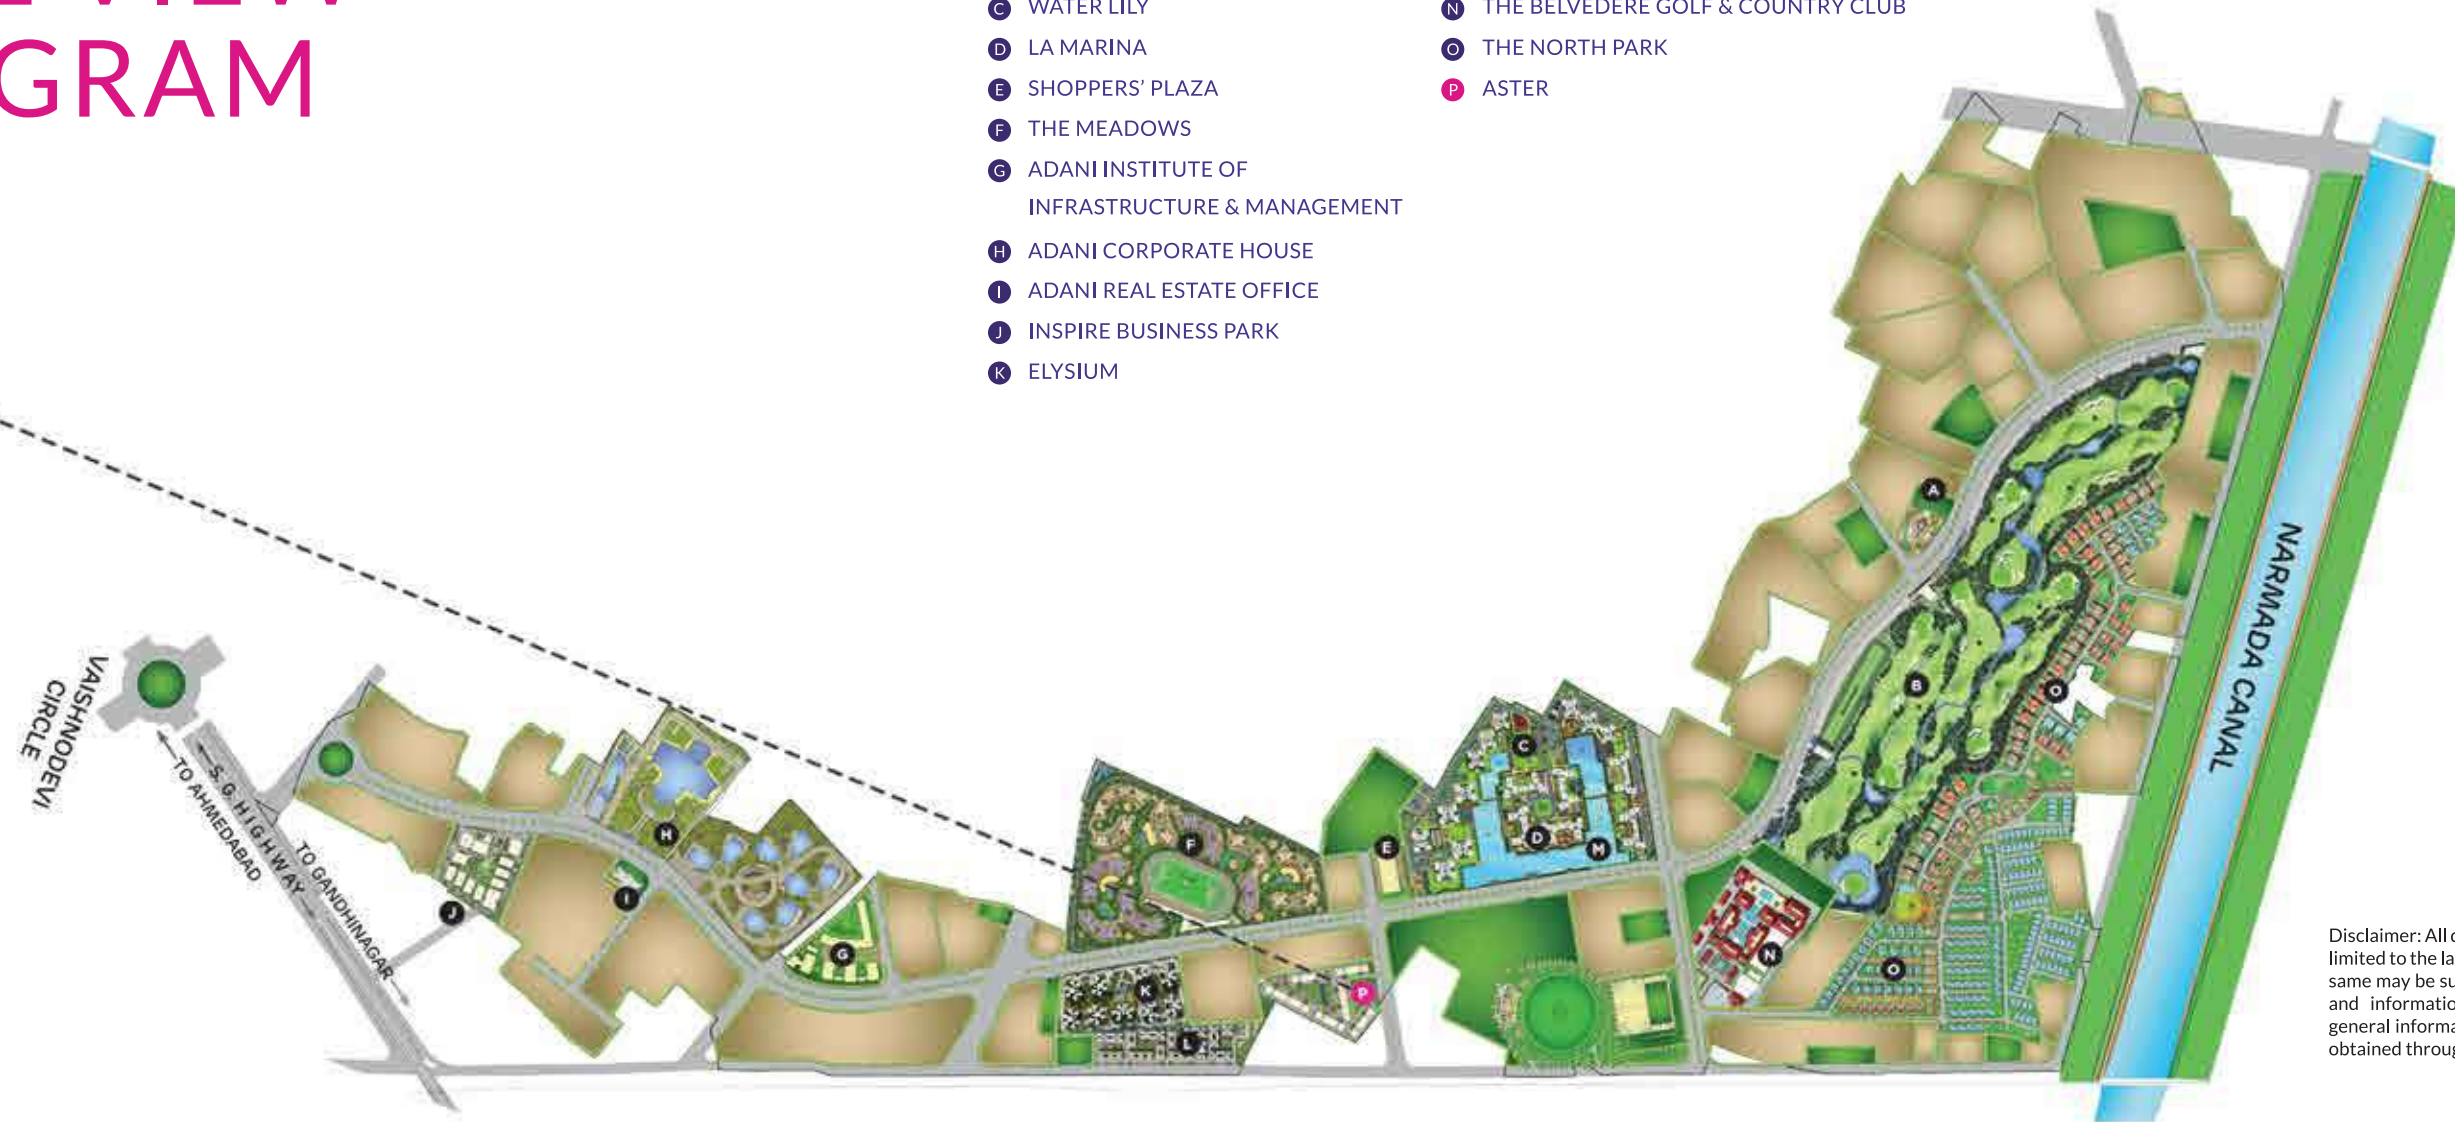 GRAM
C WATER LILY
D LA MARINA
E SHOPPERS' PLAZA
F THE MEADOWS
G ADANI INSTITUTE OF
INFRASTRUCTURE & MANAGEMENT
H ADANI CORPORATE HOUSE
I ADANI REAL ESTATE OFFICE
J INSPIRE BUSINESS PARK
K ELYSIUM
N THE BELVEDERE GOLF & COUNTRY CLUB
O THE NORTH PARK
P ASTER
A
B
O
NARMADA CANAL
VAISHNODEVI
CIRCLE
TO AHMEDABAD
S. G. HIGHWAY
TO GANDHINAGAR
H
I
J
G
F
E
C
D
M
K
L
P
N
O
Disclaimer: All
limited to the la
same may be su
and informatio
general informa
obtained throug